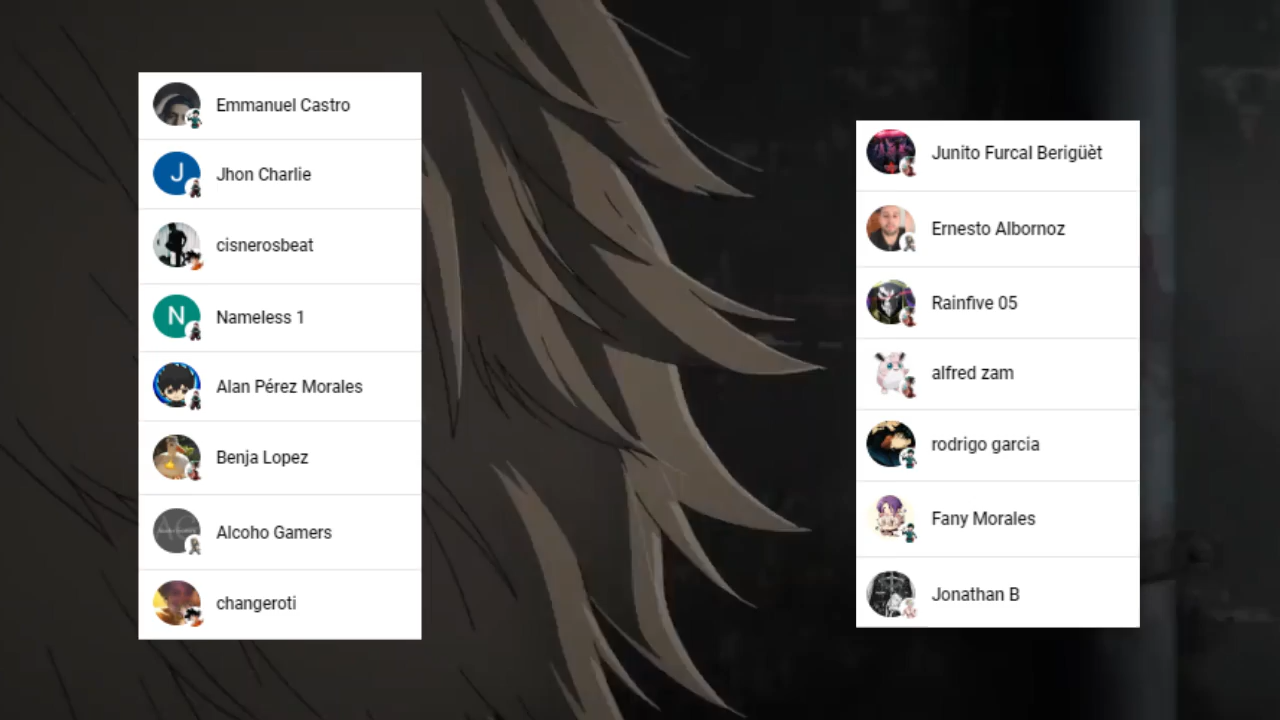 Emmanuel Castro
J
Jhon Charlie
cisnerosbeat
N
Nameless 1
Alan Pérez Morales
Benja Lopez
AG
Alcoho Gamers
changeroti
Junito Furcal Berigüèt
Ernesto Albornoz
Rainfive 05
alfred zam
rodrigo garcia
Fany Morales
Jonathan B